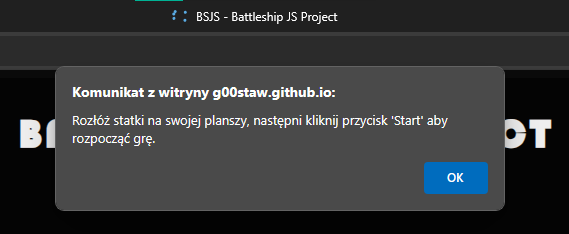 BSJS - Battleship JS Project
Komunikat z witryny g00staw.github.io:
Rozłóż statki na swojej planszy, następni kliknij przycisk 'Start' aby
rozpocząć grę.
OK